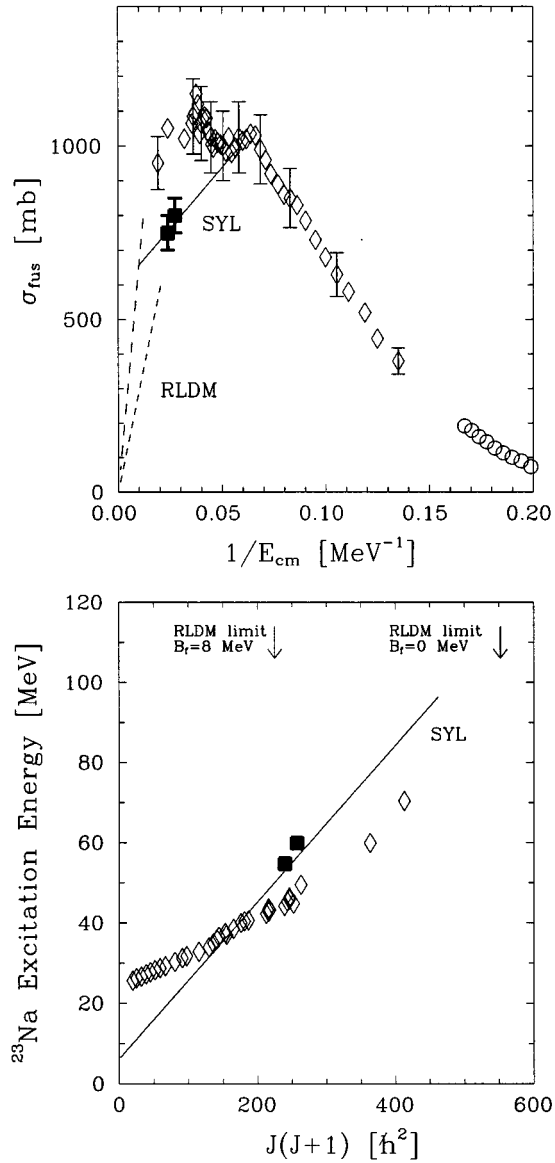 σfus [mb]
1000
500
0
SYL
RLDM
0.00 0.05 0.10 0.15 0.20
1/Ecm [MeV⁻¹]
²³Na Excitation Energy [MeV]
120
100
80
60
40
20
0
RLDM limit
Bf=8 MeV
RLDM limit
Bf=0 MeV
SYL
0 200 400 600
J(J+1) [ħ²]